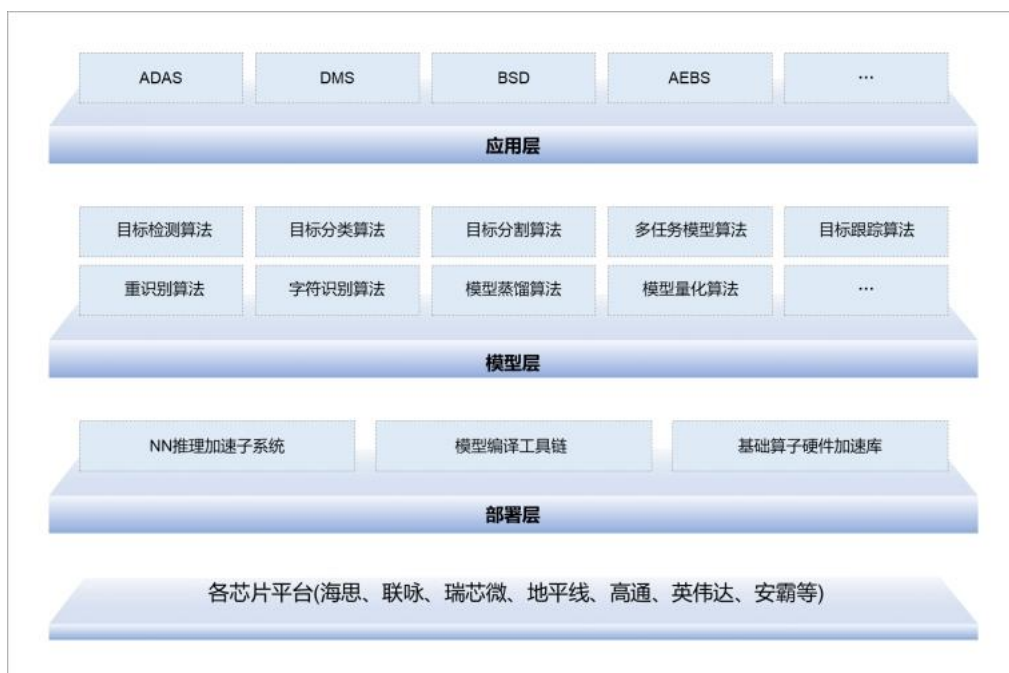 ADAS DMS BSD AEBS …
应用层
目标检测算法 目标分类算法 目标分割算法 多任务模型算法 目标跟踪算法
重识别算法 字符识别算法 模型蒸馏算法 模型量化算法 …
模型层
NN推理加速子系统 模型编译工具链 基础算子硬件加速库
部署层
各芯片平台(海思、联咏、瑞芯微、地平线、高通、英伟达、安霸等)